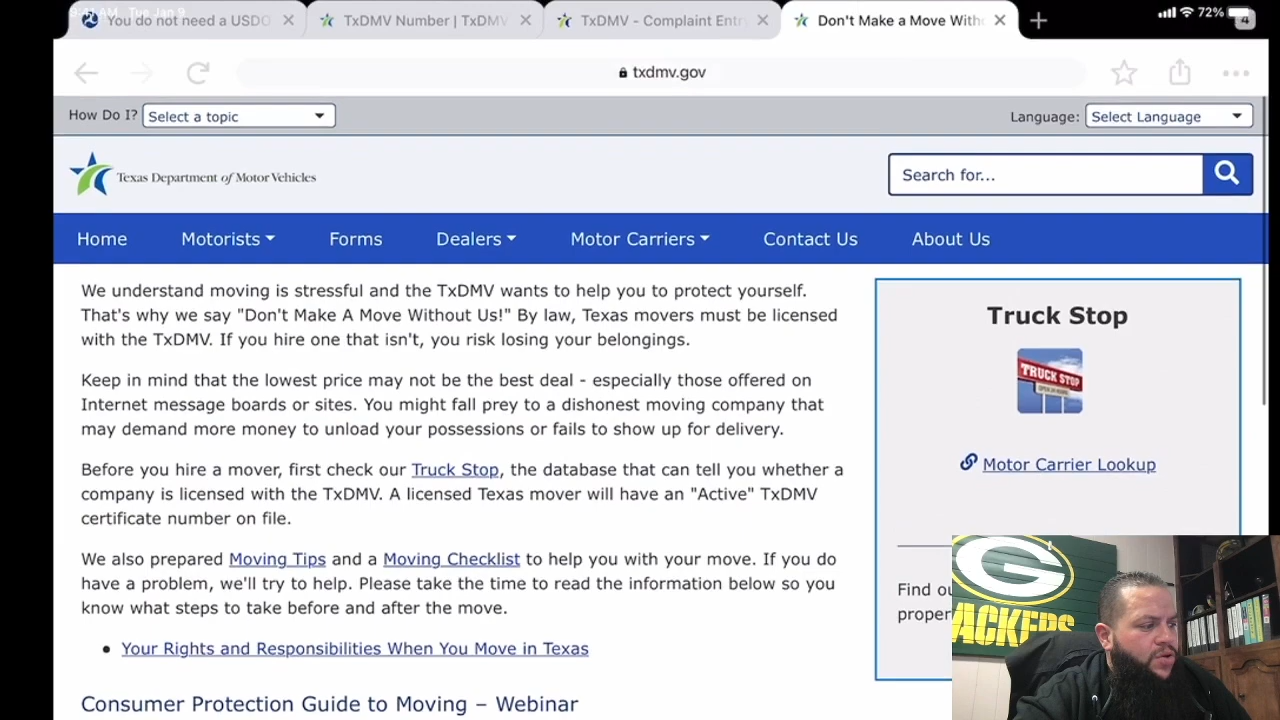 9:41 AM Tue Jan 9
72%
You do not need a USDO
TxDMV Number | TxDMV
TxDMV - Complaint Entry
Don't Make a Move With
4
txdmv.gov
How Do I?
Select a topic
Language:
Select Language
Texas Department of Motor Vehicles
Search for...
Home
Motorists
Forms
Dealers
Motor Carriers
Contact Us
About Us
We understand moving is stressful and the TxDMV wants to help you to protect yourself.
That's why we say "Don't Make A Move Without Us!" By law, Texas movers must be licensed
with the TxDMV. If you hire one that isn't, you risk losing your belongings.
Keep in mind that the lowest price may not be the best deal - especially those offered on
Internet message boards or sites. You might fall prey to a dishonest moving company that
may demand more money to unload your possessions or fails to show up for delivery.
Before you hire a mover, first check our Truck Stop, the database that can tell you whether a
company is licensed with the TxDMV. A licensed Texas mover will have an "Active" TxDMV
certificate number on file.
We also prepared Moving Tips and a Moving Checklist to help you with your move. If you do
have a problem, we'll try to help. Please take the time to read the information below so you
know what steps to take before and after the move.
Your Rights and Responsibilities When You Move in Texas
Consumer Protection Guide to Moving – Webinar
Truck Stop
TRUCK STOP
Motor Carrier Lookup
Find ou
proper
G
ACKERS